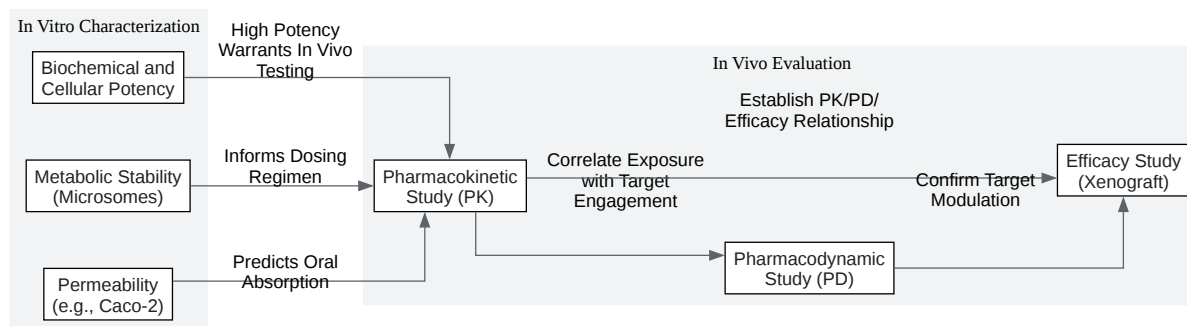 In Vitro Characterization
Biochemical and
Cellular Potency
High Potency
Warrants In Vivo
Testing
Metabolic Stability
(Microsomes)
Informs Dosing
Regimen
Permeability
(e.g., Caco-2)
Predicts Oral
Absorption
In Vivo Evaluation
Establish PK/PD/
Efficacy Relationship
Pharmacokinetic
Study (PK)
Correlate Exposure
with Target
Engagement
Confirm Target
Modulation
Efficacy Study
(Xenograft)
Pharmacodynamic
Study (PD)